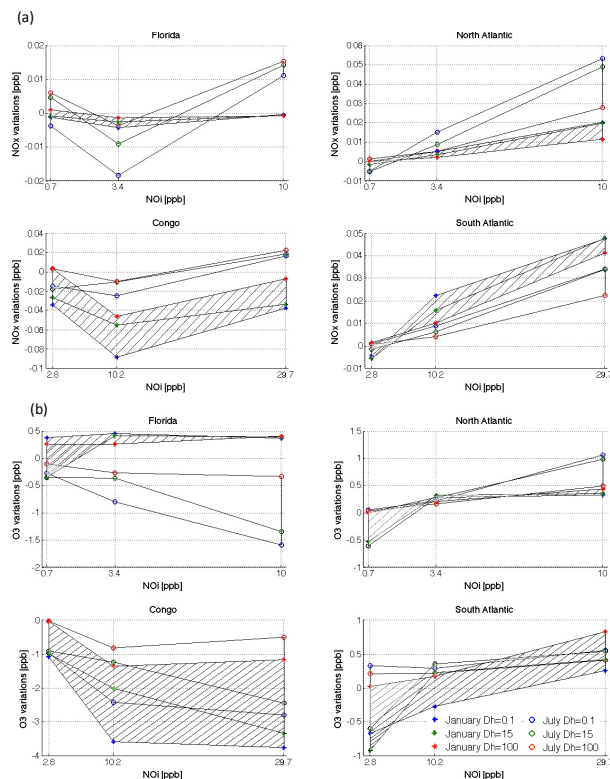 (a)
Florida
NOx variations [ppb]
0.02
0.01
0
-0.01
-0.02
0.7
3.4
10
NOi [ppb]
North Atlantic
NOx variations [ppb]
0.06
0.05
0.04
0.03
0.02
0.01
0
-0.01
0.7
3.4
10
NOi [ppb]
Congo
NOx variations [ppb]
0.04
0.02
0
-0.02
-0.04
-0.06
-0.08
-0.1
2.8
10.2
29.7
NOi [ppb]
South Atlantic
NOx variations [ppb]
0.05
0.04
0.03
0.02
0.01
0
-0.01
2.8
10.2
29.7
NOi [ppb]
(b)
Florida
O3 variations [ppb]
0.5
0
-0.5
-1
-1.5
-2
0.7
3.4
10
NOi [ppb]
North Atlantic
O3 variations [ppb]
1.5
1
0.5
0
-0.5
-1
0.7
3.4
10
NOi [ppb]
Congo
O3 variations [ppb]
0
-1
-2
-3
-4
2.8
10.2
29.7
NOi [ppb]
South Atlantic
O3 variations [ppb]
1
0.5
0
-0.5
-1
2.8
10.2
29.7
NOi [ppb]
January Dh=0.1
January Dh=15
January Dh=100
July Dh=0.1
July Dh=15
July Dh=100